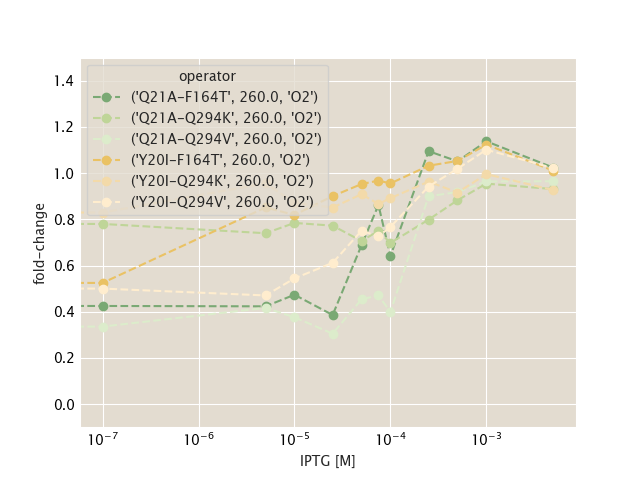 operator
('Q21A-F164T', 260.0, 'O2')
('Q21A-Q294K', 260.0, 'O2')
('Q21A-Q294V', 260.0, 'O2')
('Y20I-F164T', 260.0, 'O2')
('Y20I-Q294K', 260.0, 'O2')
('Y20I-Q294V', 260.0, 'O2')
fold-change
1.4
1.2
1.0
0.8
0.6
0.4
0.2
0.0
10⁻⁷ 10⁻⁶ 10⁻⁵ 10⁻⁴ 10⁻³
IPTG [M]